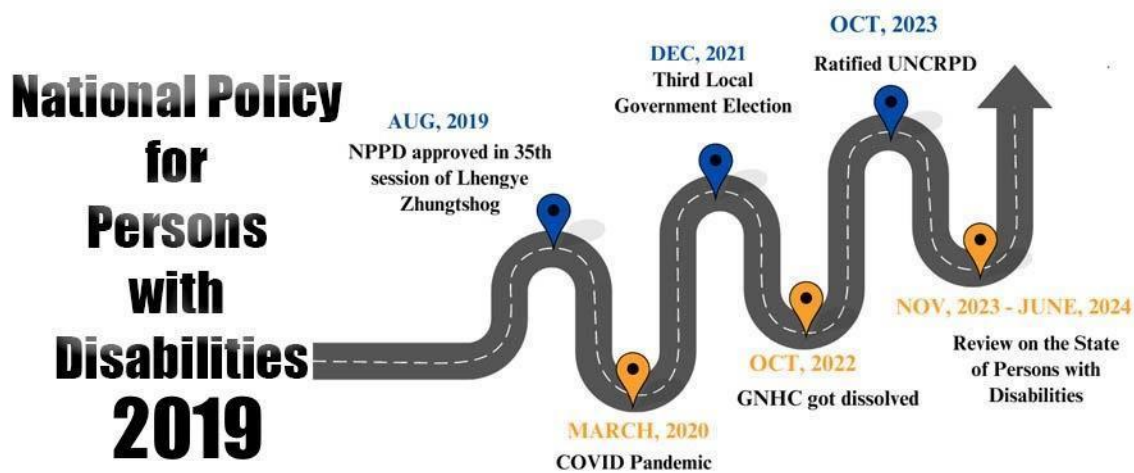 National Policy
for
Persons
with
Disabilities
2019
AUG, 2019
NPPD approved in 35th
session of Lhengye
Zhungtshog
MARCH, 2020
COVID Pandemic
DEC, 2021
Third Local
Government Election
OCT, 2022
GNHC got dissolved
OCT, 2023
Ratified UNCRPD
NOV, 2023 - JUNE, 2024
Review on the State
of Persons with
Disabilities